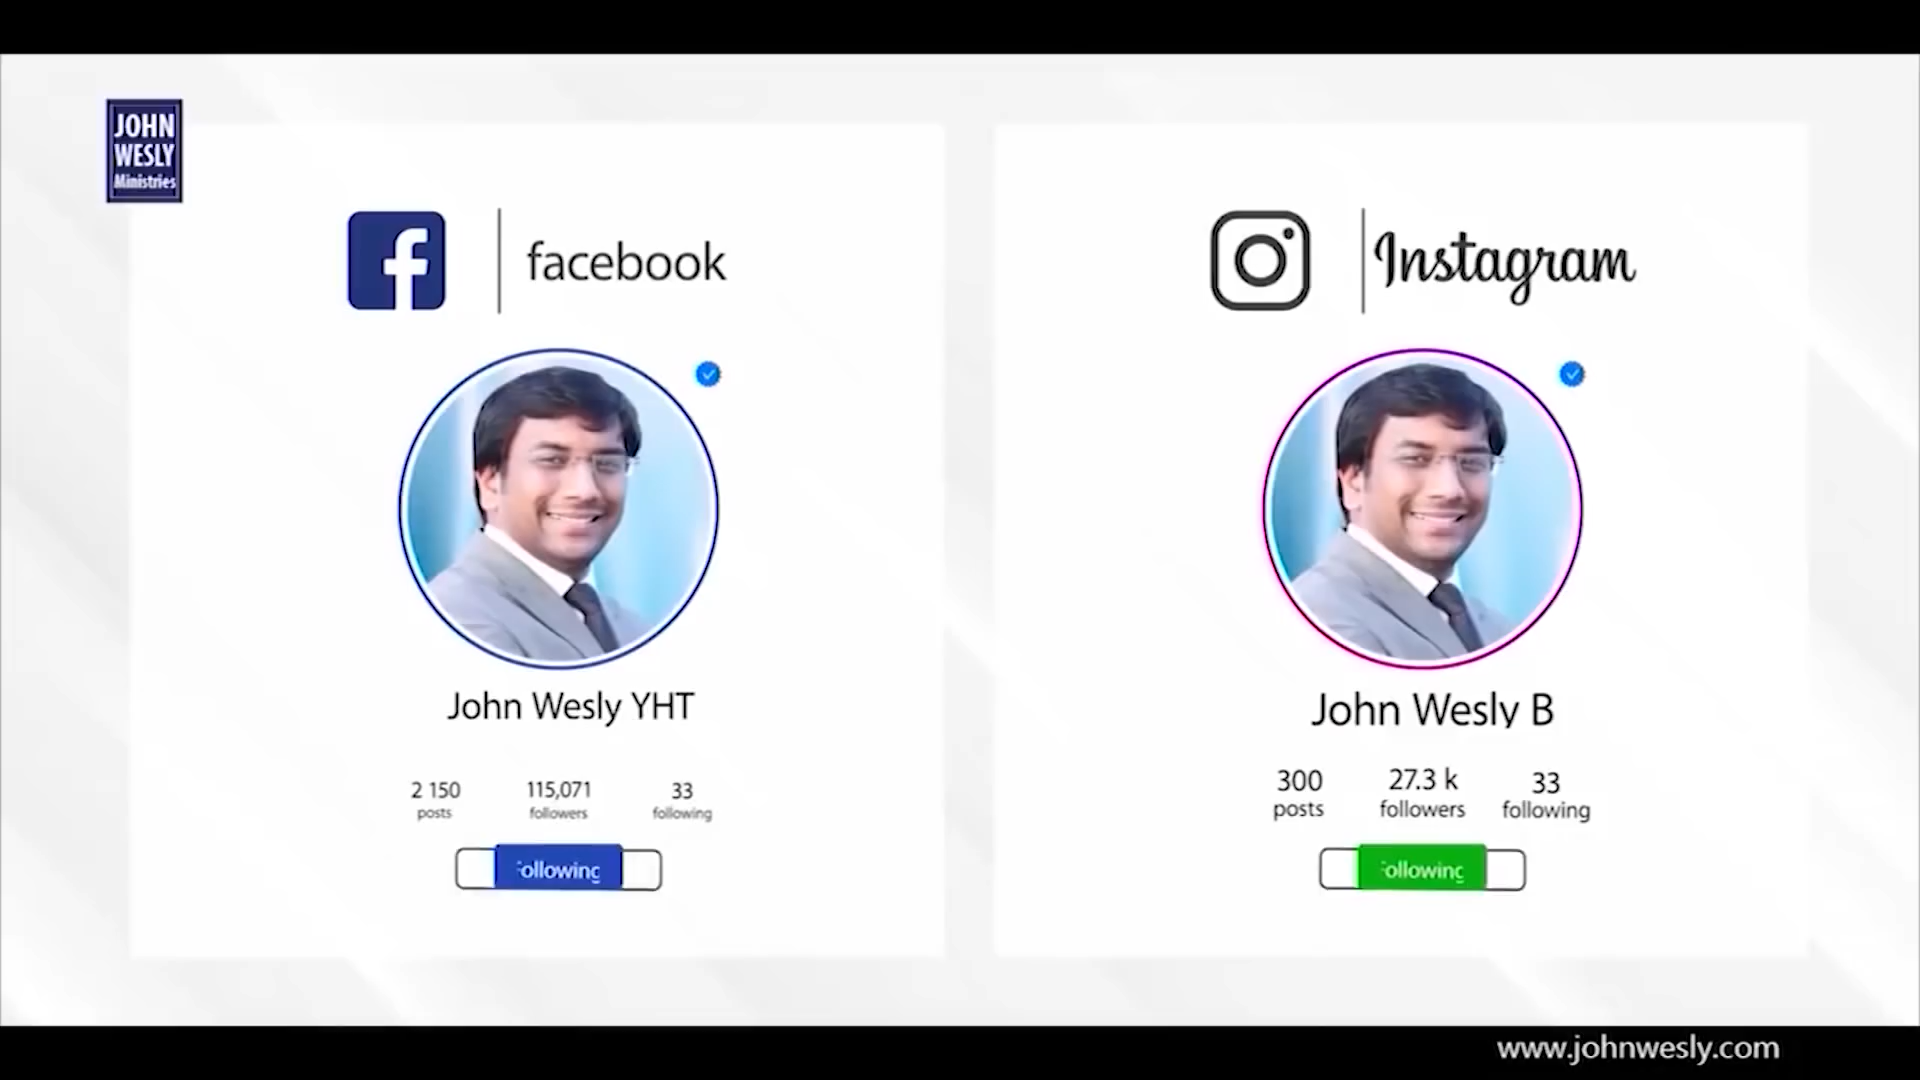 JOHN
WESLY
Ministries
facebook
John Wesly YHT
2 150
posts
115,071
followers
33
following
ollowing
Instagram
John Wesly B
300
posts
27.3 k
followers
33
following
ollowing
www.johnwesly.com